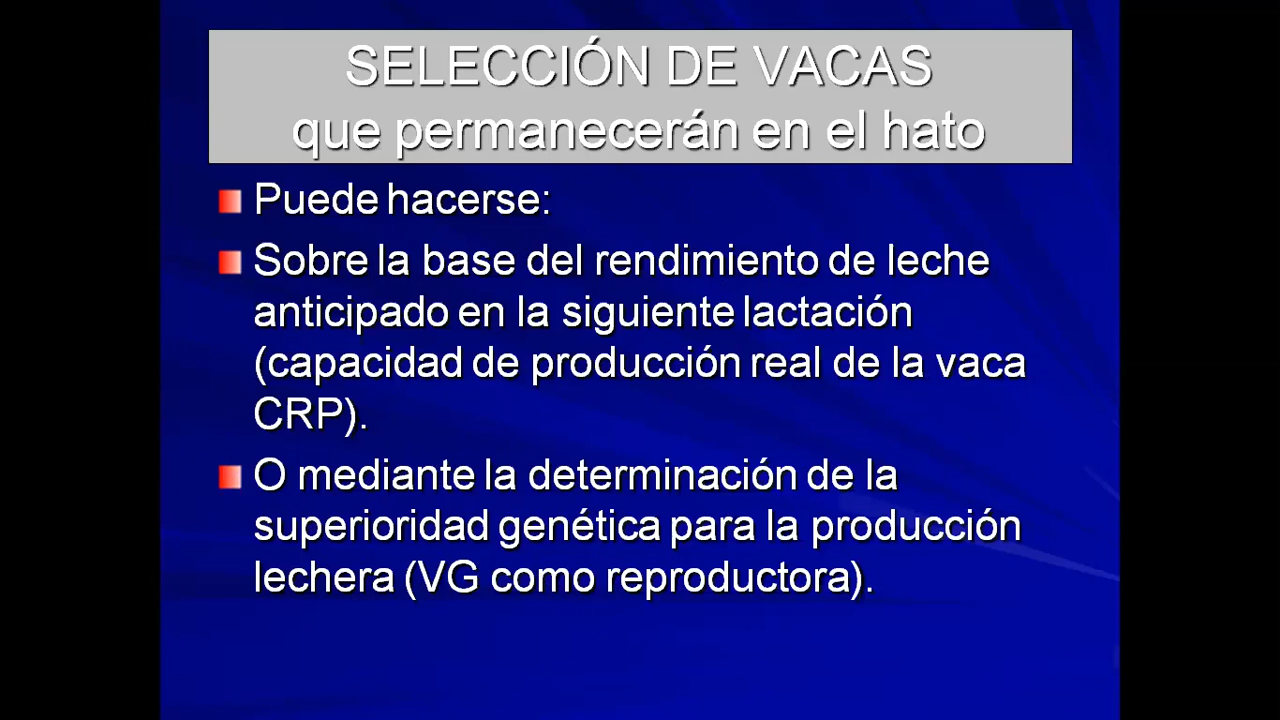 SELECCIÓN DE VACAS
que permanecerán en el hato
Puede hacerse:
Sobre la base del rendimiento de leche
anticipado en la siguiente lactación
(capacidad de producción real de la vaca
CRP).
O mediante la determinación de la
superioridad genética para la producción
lechera (VG como reproductora).